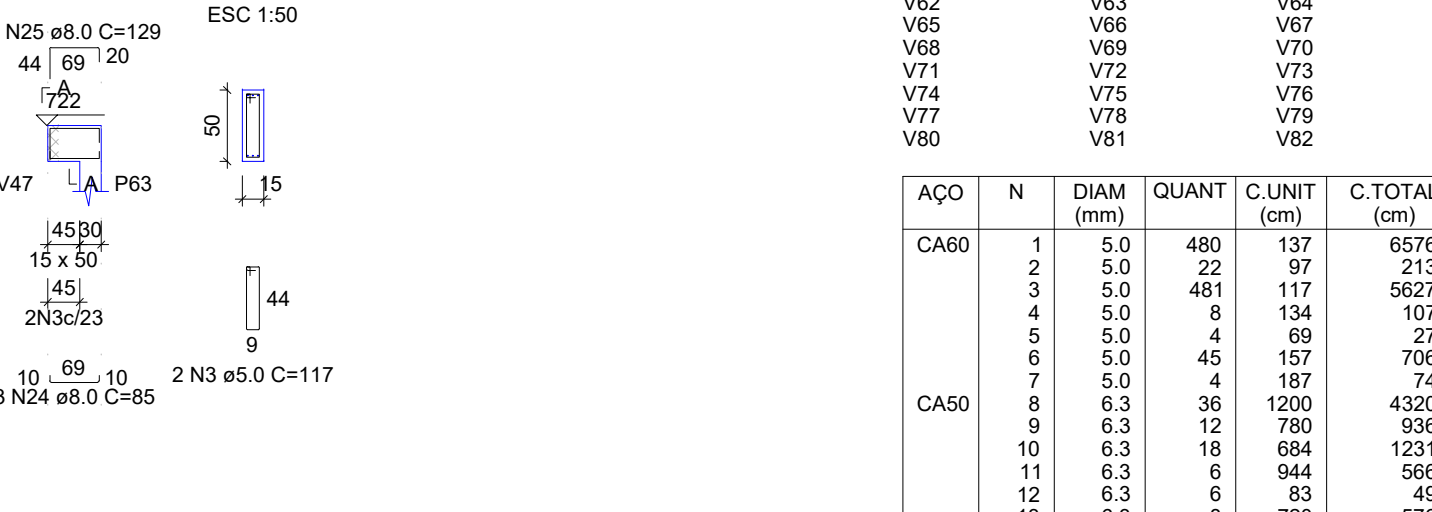 ESC 1:50
N25 ø8.0 C=129
44 69 20
A
722
50
V47 A P63
15
45 30
15 x 50
45
2N3c/23
44
9
10 69 10
N24 ø8.0 C=85
2 N3 ø5.0 C=117
V62 V63 V64
V65 V66 V67
V68 V69 V70
V71 V72 V73
V74 V75 V76
V77 V78 V79
V80 V81 V82
AÇO N DIAM QUANT C.UNIT C.TOTAL
(mm) (cm) (cm)
CA60 1 5.0 480 137 6576
2 5.0 22 97 213
3 5.0 481 117 5627
4 5.0 8 134 107
5 5.0 4 69 27
6 5.0 45 157 706
7 5.0 4 187 74
CA50 8 6.3 36 1200 4320
9 6.3 12 780 936
10 6.3 18 684 1231
11 6.3 6 944 566
12 6.3 6 83 49